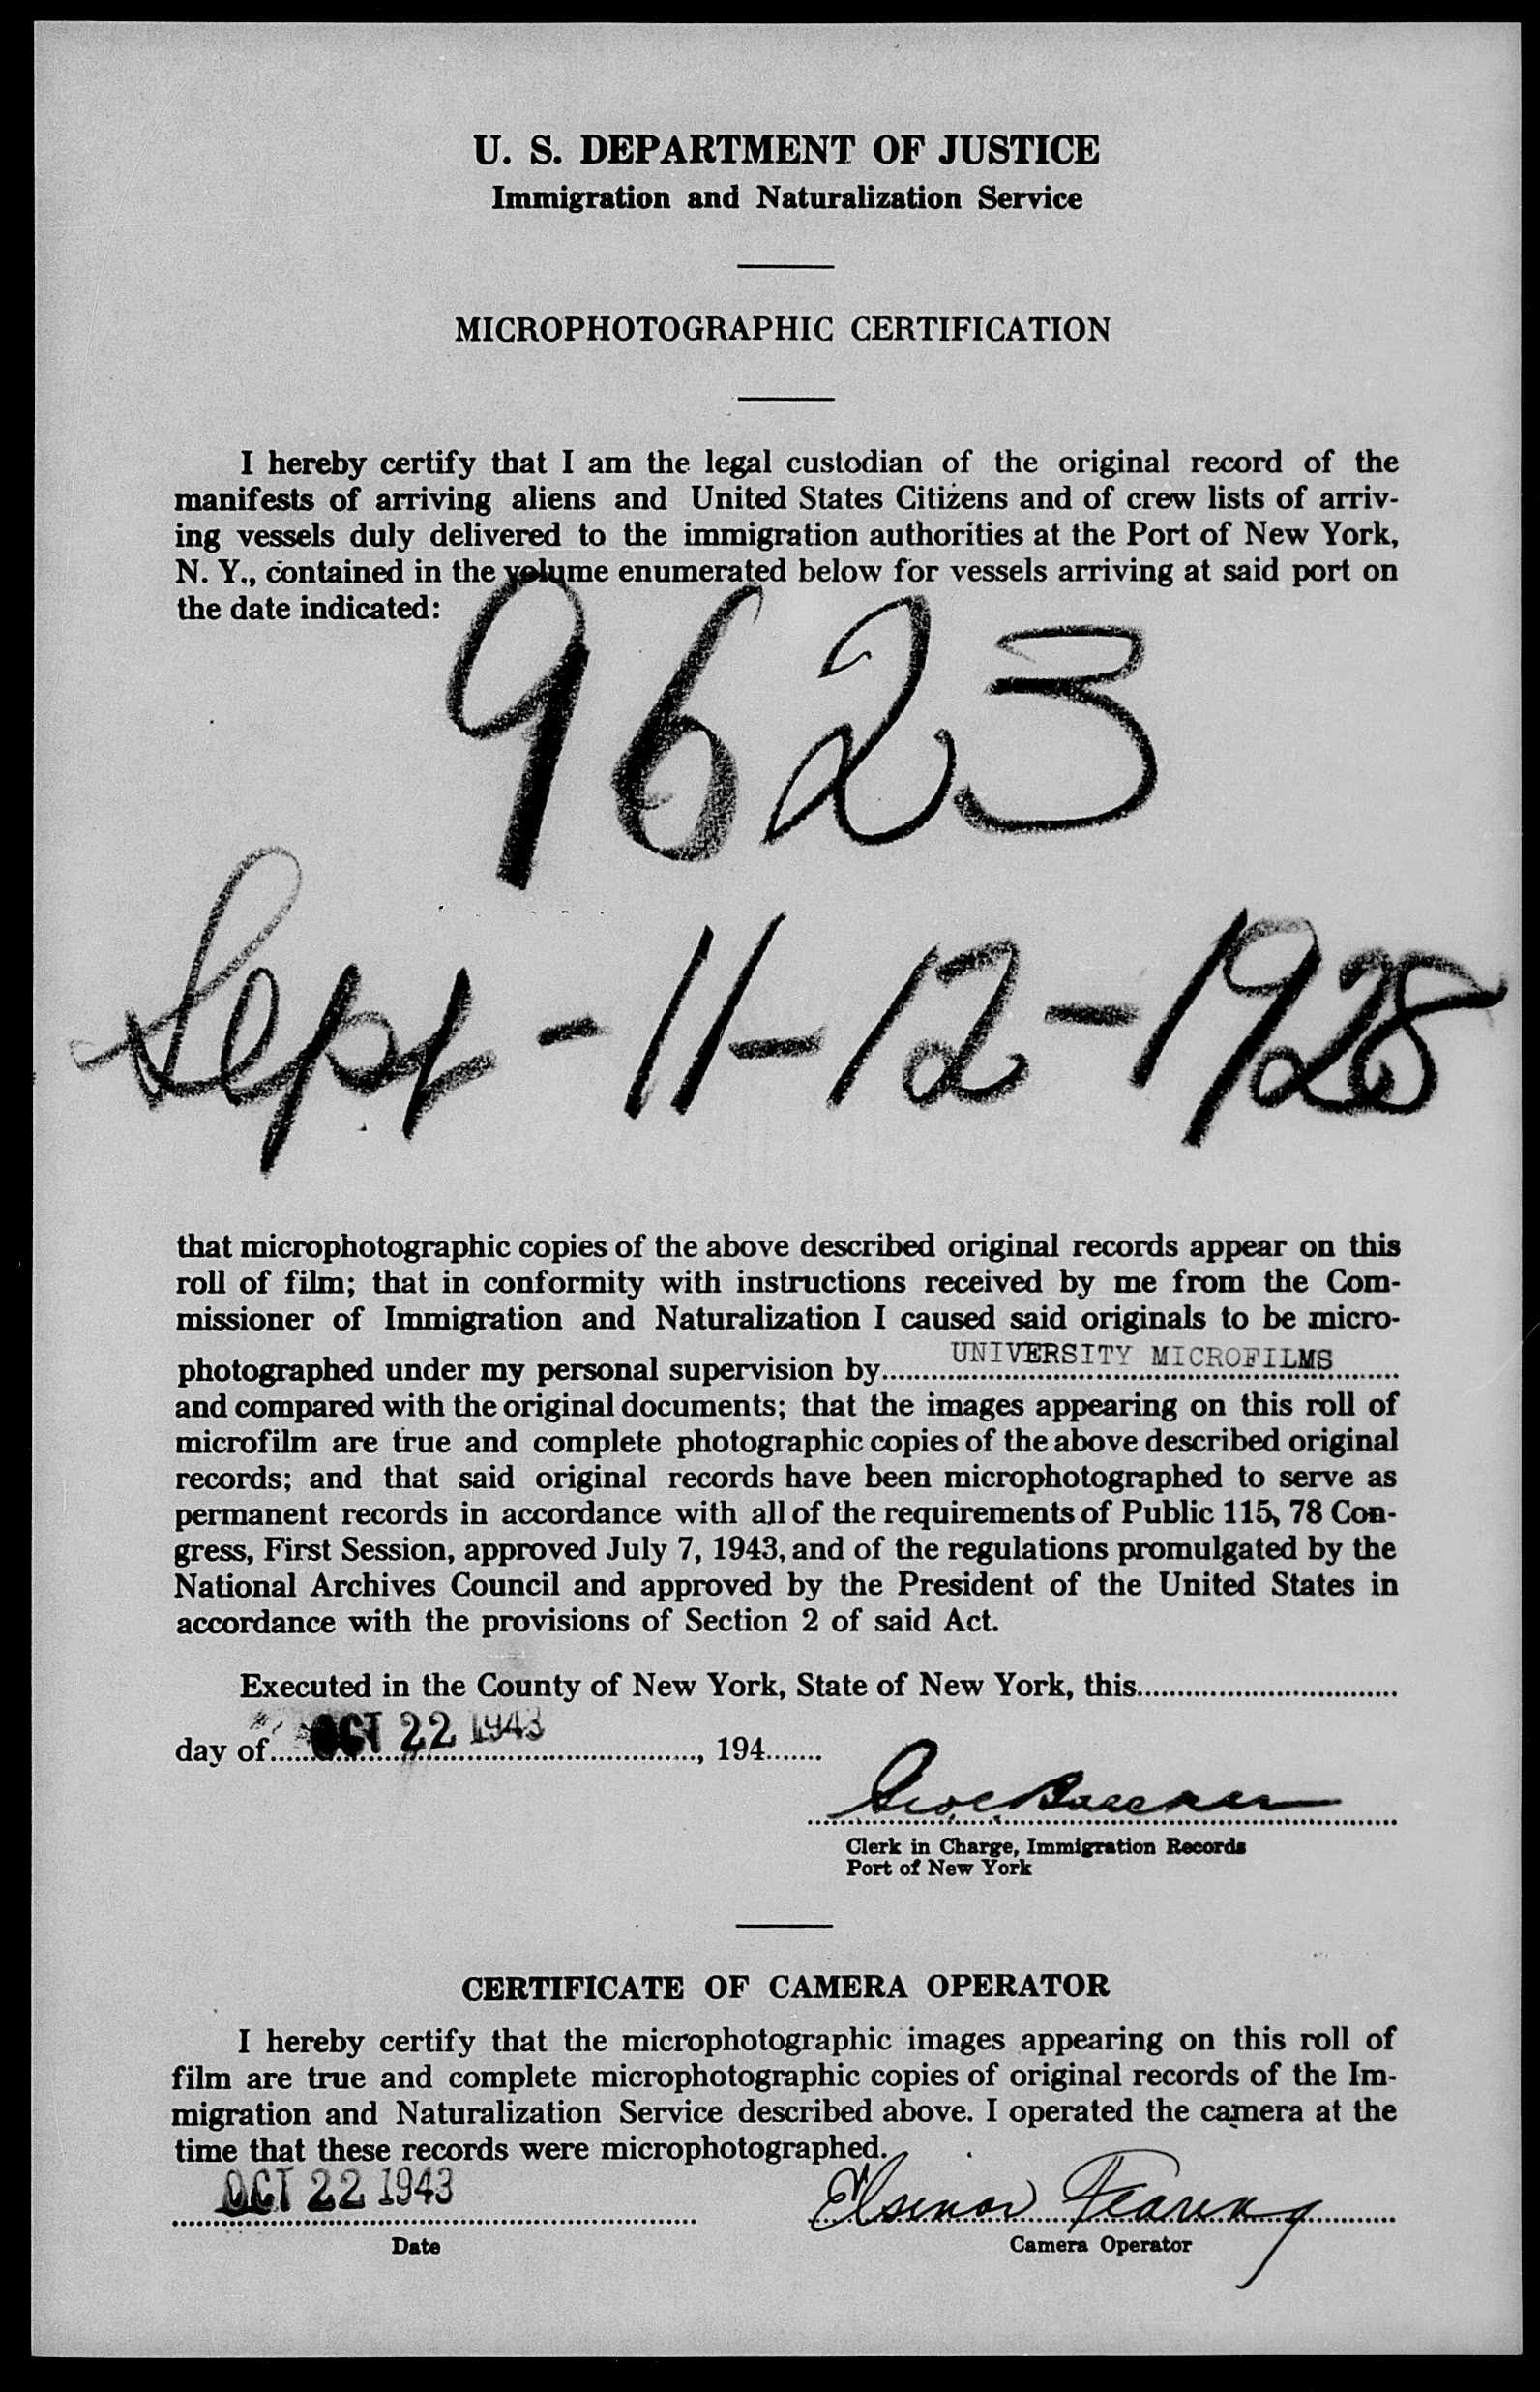 U. S. DEPARTMENT OF JUSTICE
Immigration and Naturalization Service
MICROPHOTOGRAPHIC CERTIFICATION
I hereby certify that I am the legal custodian of the original record of the
manifests of arriving aliens and United States Citizens and of crew lists of arriv-
ing vessels duly delivered to the immigration authorities at the Port of New York,
N. Y., contained in the volume enumerated below for vessels arriving at said port on
the date indicated:
9623
Sept - 11-12-1928
that microphotographic copies of the above described original records appear on this
roll of film; that in conformity with instructions received by me from the Com-
missioner of Immigration and Naturalization I caused said originals to be micro-
photographed under my personal supervision by UNIVERSITY MICROFILMS
and compared with the original documents; that the images appearing on this roll of
microfilm are true and complete photographic copies of the above described original
records; and that said original records have been microphotographed to serve as
permanent records in accordance with all of the requirements of Public 115, 78 Con-
gress, First Session, approved July 7, 1943, and of the regulations promulgated by the
National Archives Council and approved by the President of the United States in
accordance with the provisions of Section 2 of said Act.
Executed in the County of New York, State of New York, this
day of OCT 22 1943, 194
Clerk in Charge, Immigration Records
Port of New York
CERTIFICATE OF CAMERA OPERATOR
I hereby certify that the microphotographic images appearing on this roll of
film are true and complete microphotographic copies of original records of the Im-
migration and Naturalization Service described above. I operated the camera at the
time that these records were microphotographed.
OCT 22 1943
Date
Camera Operator